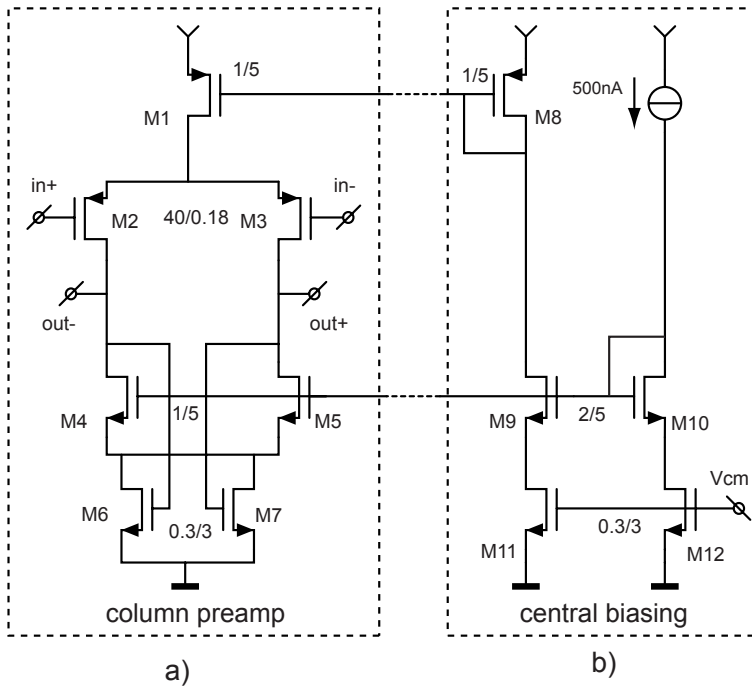 1/5
M1
in+
in-
M2
40/0.18
M3
out-
out+
M4
1/5
M5
M6
0.3/3
M7
column preamp
a)
1/5
M8
500nA
M9
2/5
M10
Vcm
M11
0.3/3
M12
central biasing
b)